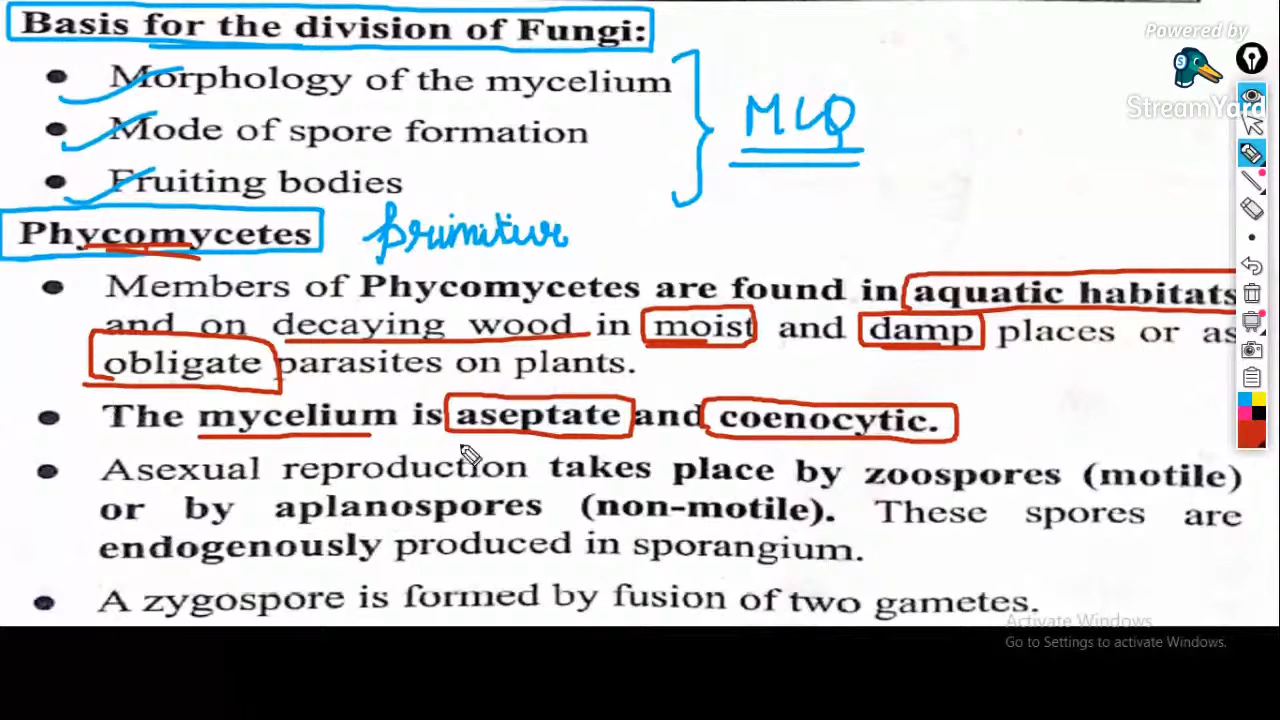 Basis for the division of Fungi:
Powered by
• Morphology of the mycelium
StreamYard
• Mode of spore formation
MCQ
• Fruiting bodies
Phycomycetes primitive
• Members of Phycomycetes are found in aquatic habitats
and on decaying wood in moist and damp places or as
obligate parasites on plants.
• The mycelium is aseptate and coenocytic.
• Asexual reproduction takes place by zoospores (motile)
or by aplanospores (non-motile). These spores are
endogenously produced in sporangium.
• A zygospore is formed by fusion of two gametes.
Activate Windows
Go to Settings to activate Windows.